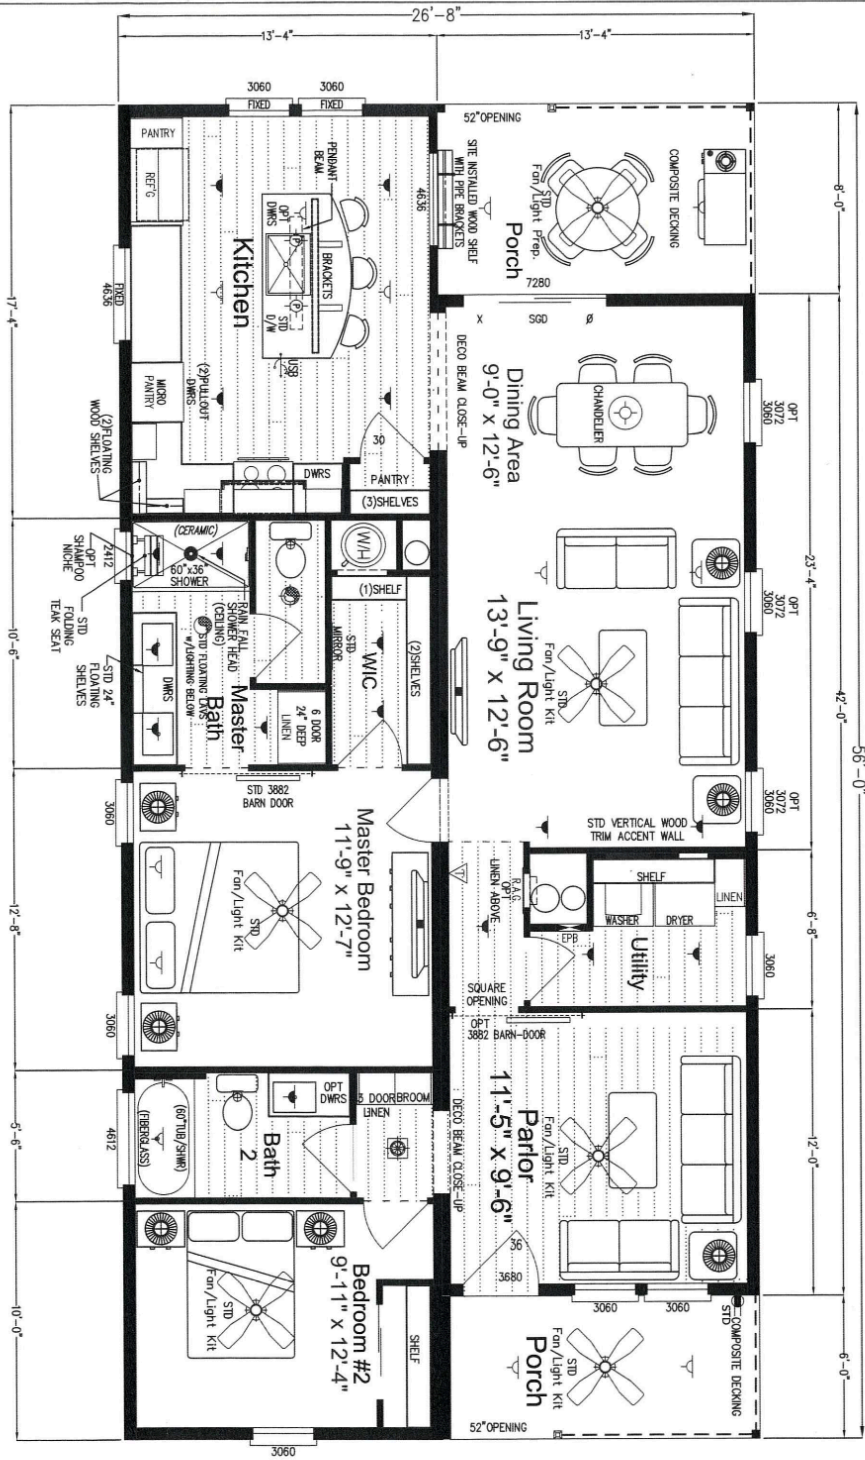 26'-8"
13'-4"
13'-4"
3060
FIXED
3060
FIXED
52"OPENING
PANTRY
REF'G
PENDANT
BEAM
OPT
DWRS
BRACKETS
STD
D/W
USB
Kitchen
4636
SITE INSTALLED WOOD SHELF
WITH PIPE BRACKETS
STD
Fan/Light Prep.
Porch
COMPOSITE DECKING
8'-0"
7280
X
SGD
Ø
FIXED
4636
17'-4"
MICRO
PANTRY
(2)PULLOUT
DWRS
(2)FLOATING
WOOD SHELVES
DWRS
30
PANTRY
(3)SHELVES
DECO BEAM CLOSE-UP
Dining Area
9'-0" x 12'-6"
CHANDELIER
OPT
3072
3060
23'-4"
42'-0"
56'-0"
OPT
3072
3060
OPT
3072
3060
Living Room
13'-9" x 12'-6"
STD
Fan/Light Kit
STD VERTICAL WOOD
TRIM ACCENT WALL
(CERAMIC)
60"x36"
SHOWER
2412
OPT
SHAMPOO
NICHE
STD
FOLDING
TEAK SEAT
STD 24"
FLOATING
SHELVES
RAIN FALL
SHOWER HEAD
(CEILING)
STD FLOATING LAVS
w/LIGHTING BELOW
DWRS
Master
Bath
6 DOOR
24" DEEP
LINEN
W/H
(1)SHELF
STD
MIRROR
WIC
(2)SHELVES
10'-6"
STD 3882
BARN DOOR
3060
Master Bedroom
11'-9" x 12'-7"
STD
Fan/Light Kit
3060
12'-8"
LINEN ABOVE
OPT
R.A.G.
T
EPB
SHELF
WASHER
DRYER
LINEN
Utility
3060
6'-8"
SQUARE
OPENING
OPT
3882 BARN-DOOR
Parlor
11'-5" x 9'-6"
STD
Fan/Light Kit
36
3680
12'-0"
DECO BEAM CLOSE-UP
3 DOOR
LINEN
BROOM
OPT
DWRS
Bath
2
(60"TUB/SHWR)
(FIBERGLASS)
4612
5'-6"
Bedroom #2
9'-11" x 12'-4"
STD
Fan/Light Kit
SHELF
10'-0"
3060
3060
3060
STD
COMPOSITE DECKING
STD
Fan/Light Kit
Porch
6'-0"
52"OPENING